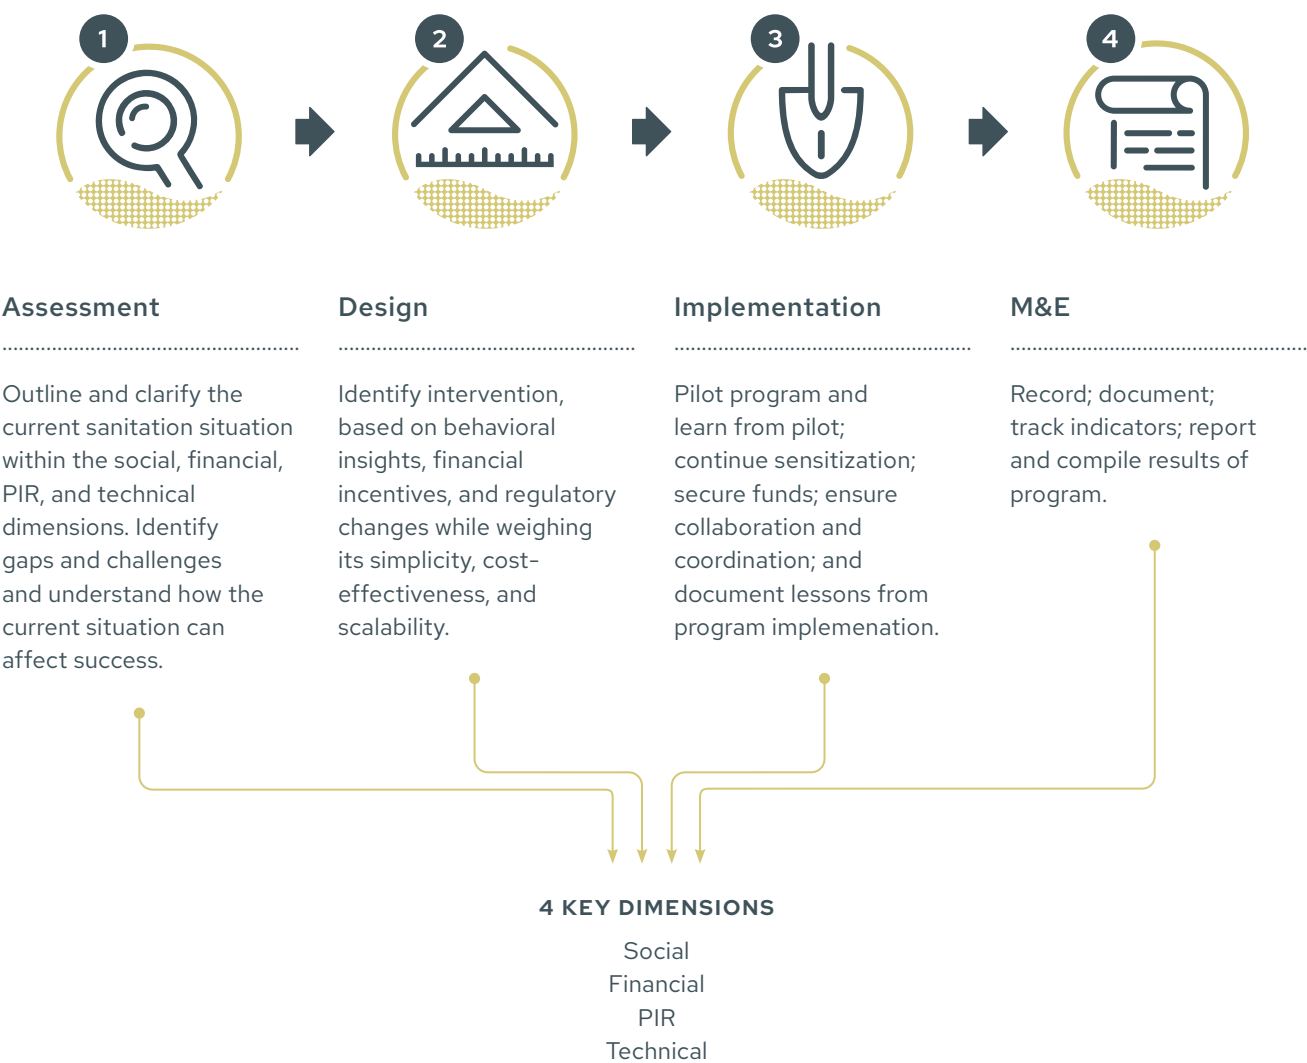 1
2
3
4
Assessment
Outline and clarify the
current sanitation situation
within the social, financial,
PIR, and technical
dimensions. Identify
gaps and challenges
and understand how the
current situation can
affect success.
Design
Identify intervention,
based on behavioral
insights, financial
incentives, and regulatory
changes while weighing
its simplicity, cost-
effectiveness, and
scalability.
Implementation
Pilot program and
learn from pilot;
continue sensitization;
secure funds; ensure
collaboration and
coordination; and
document lessons from
program implemenation.
M&E
Record; document;
track indicators; report
and compile results of
program.
4 KEY DIMENSIONS
Social
Financial
PIR
Technical